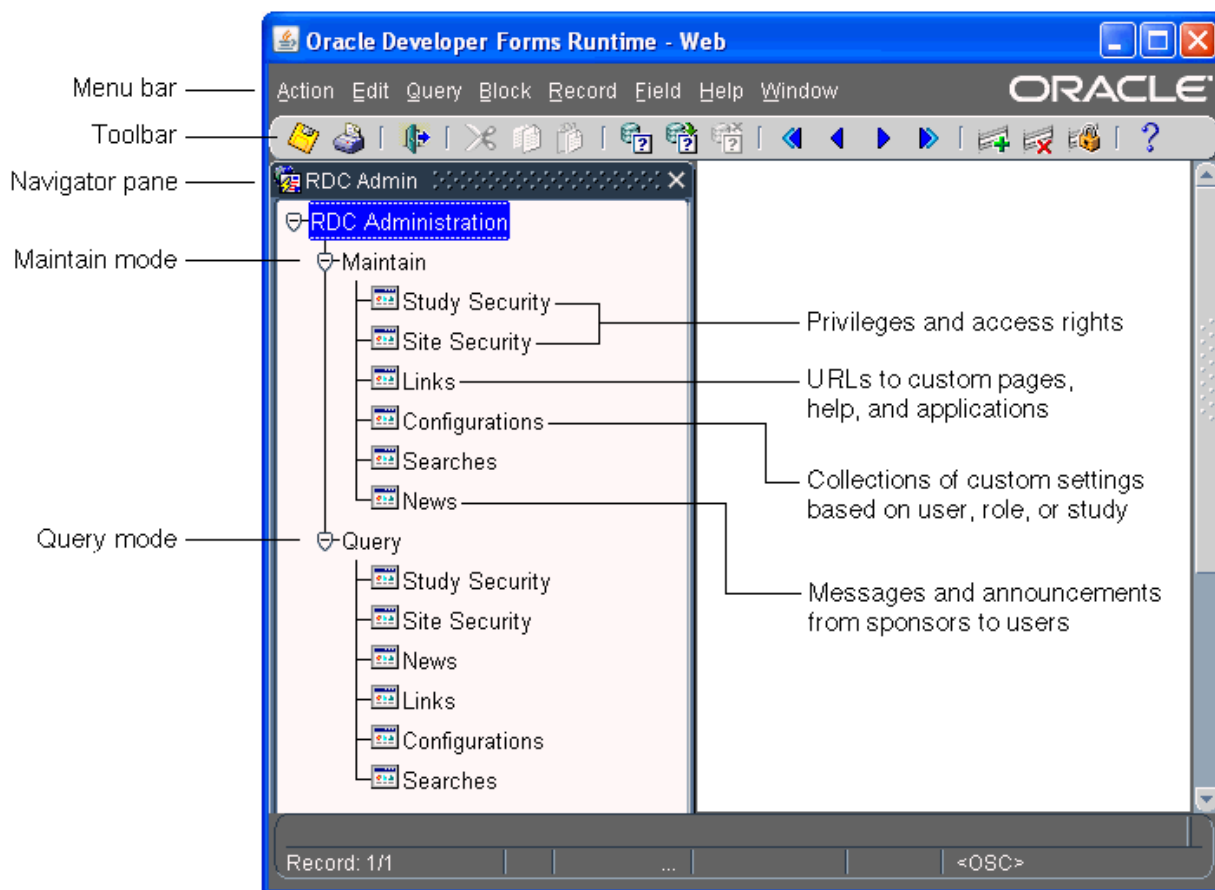 Oracle Developer Forms Runtime - Web
Menu bar
Action Edit Query Block Record Field Help Window
ORACLE
Toolbar
Navigator pane
RDC Admin
RDC Administration
Maintain mode
Maintain
Study Security
Site Security
Privileges and access rights
Links
URLs to custom pages,
help, and applications
Configurations
Collections of custom settings
based on user, role, or study
Searches
News
Messages and announcements
from sponsors to users
Query mode
Query
Study Security
Site Security
News
Links
Configurations
Searches
Record: 1/1
...
<OSC>